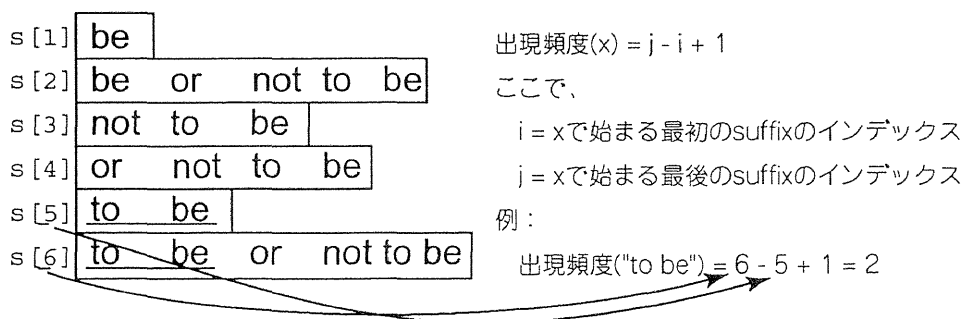 s[1] be
s[2] be or not to be
s[3] not to be
s[4] or not to be
s[5] to be
s[6] to be or not to be
出現頻度(x) = j - i + 1
ここで、
i = xで始まる最初のsuffixのインデックス
j = xで始まる最後のsuffixのインデックス
例：
出現頻度("to be") = 6 - 5 + 1 = 2